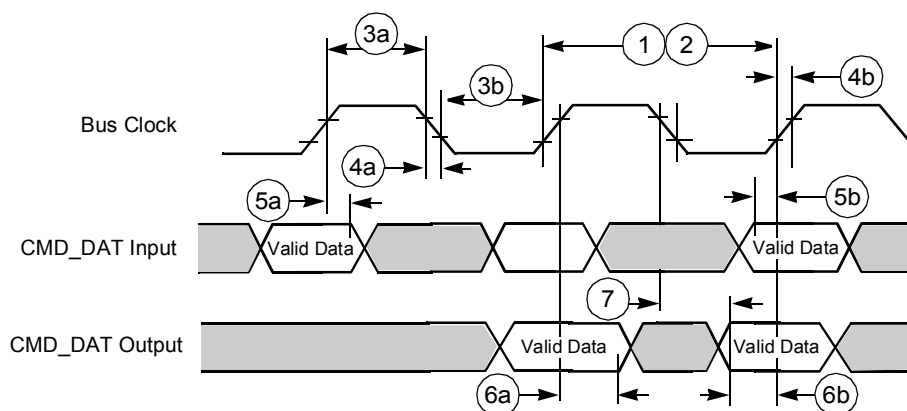 3a
1 2
3b
4b
Bus Clock
4a
5a
5b
CMD_DAT Input
Valid Data
Valid Data
7
CMD_DAT Output
Valid Data
Valid Data
6a
6b